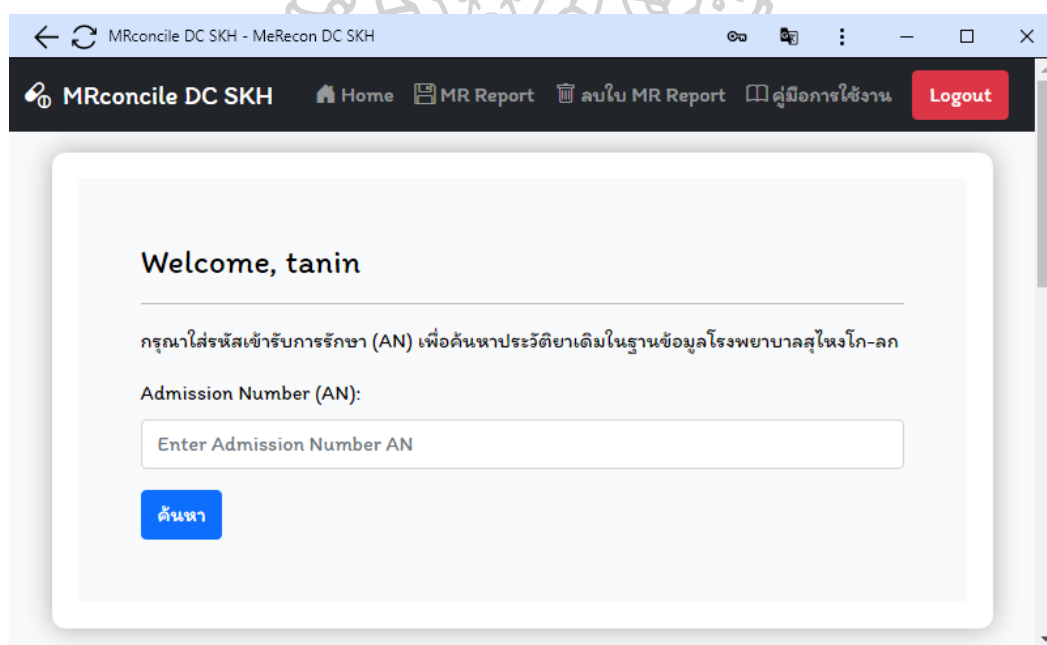 MRconcile DC SKH - MeRecon DC SKH
MRconcile DC SKH Home MR Report ลบใบ MR Report คู่มือการใช้งาน Logout
Welcome, tanin
กรุณาใส่รหัสเข้ารับการรักษา (AN) เพื่อค้นหาประวัติยาเดิมในฐานข้อมูลโรงพยาบาลสุไหงโก-ลก
Admission Number (AN):
Enter Admission Number AN
ค้นหา